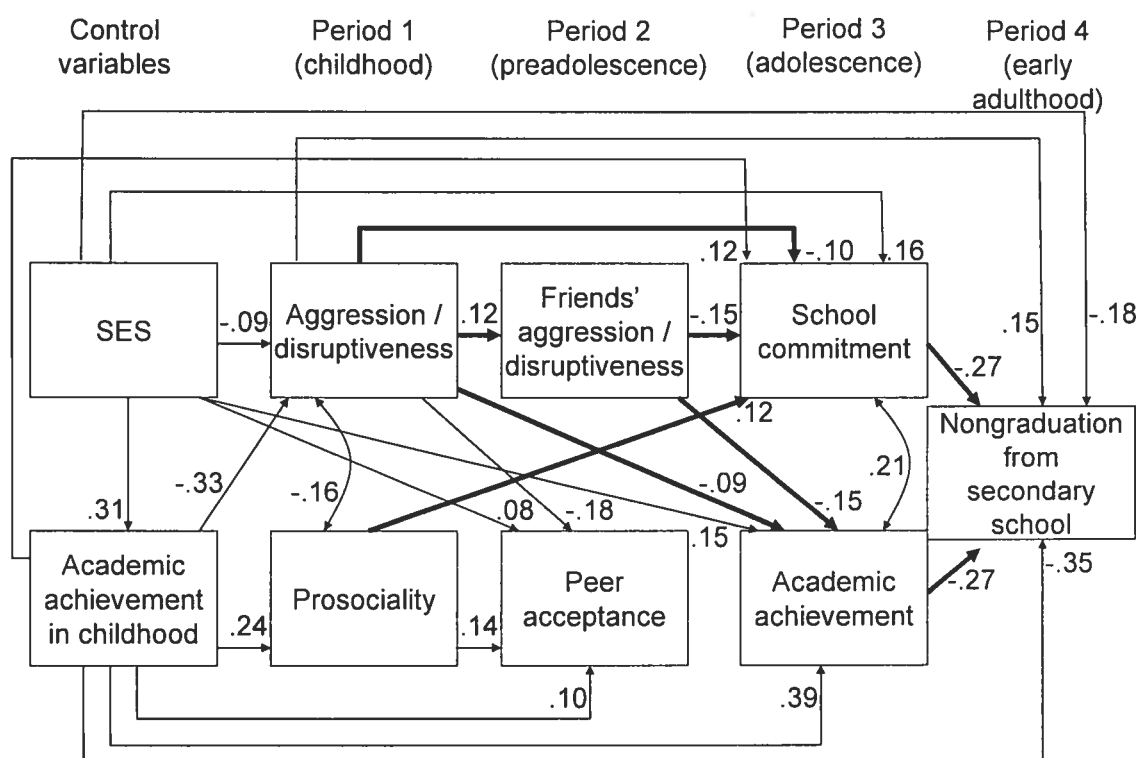 Control
variables
Period 1
(childhood)
Period 2
(preadolescence)
Period 3
(adolescence)
Period 4
(early
adulthood)
.12
-.10
.16
SES
-.09
Aggression /
disruptiveness
.12
Friends'
aggression /
disruptiveness
-.15
School
commitment
.15
-.18
-.27
.12
Nongraduation
from
secondary
school
.31
-.33
-.16
.08
-.18
-.09
.15
-.15
.21
-.35
Academic
achievement
in childhood
.24
Prosociality
.14
Peer
acceptance
Academic
achievement
-.27
.10
.39